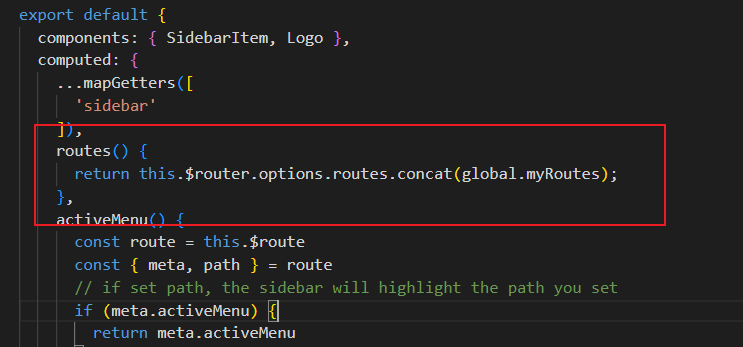 export default {
components: { SidebarItem, Logo },
computed: {
...mapGetters([
'sidebar'
]),
routes() {
return this.$router.options.routes.concat(global.myRoutes);
},
activeMenu() {
const route = this.$route
const { meta, path } = route
// if set path, the sidebar will highlight the path you set
if (meta.activeMenu) {
return meta.activeMenu